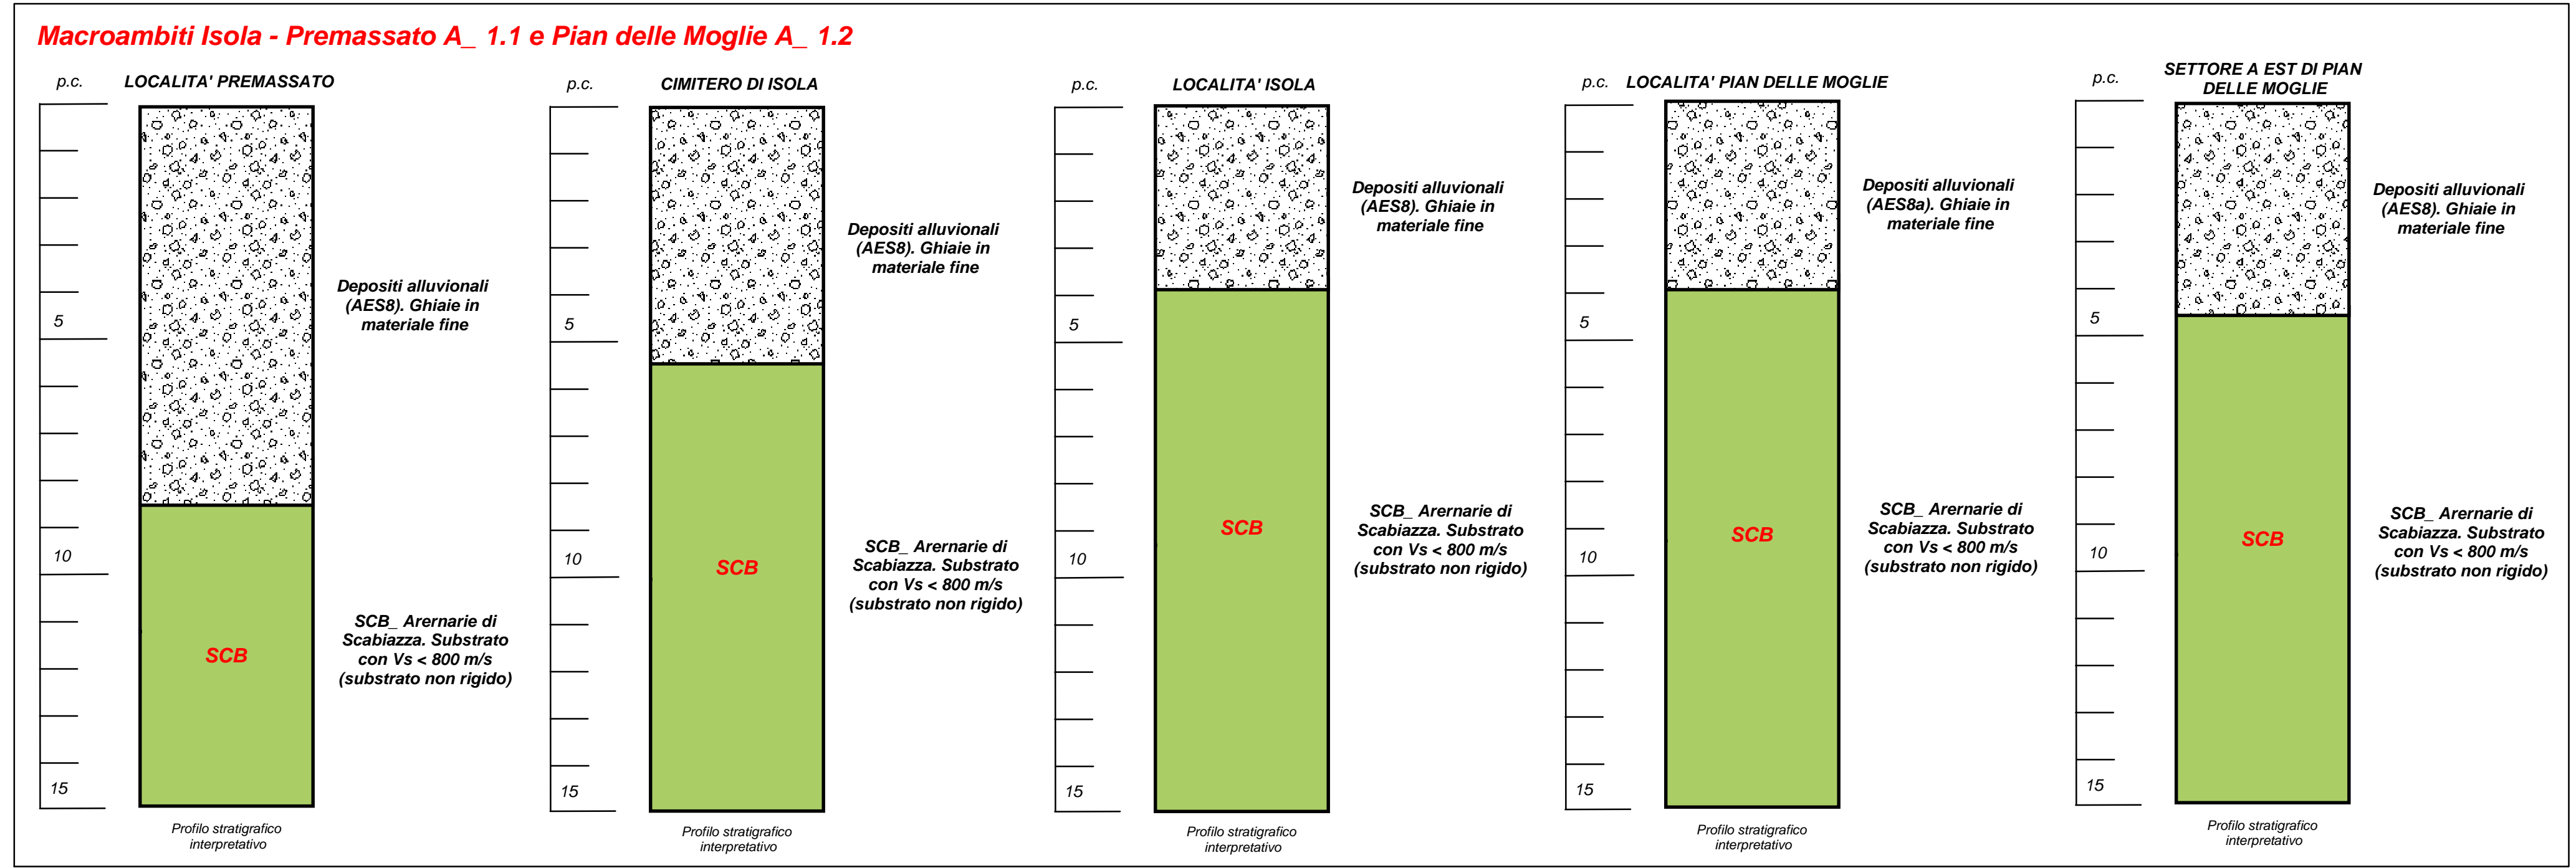 Macroambiti Isola - Premassato A_ 1.1 e Pian delle Moglie A_ 1.2
p.c.
LOCALITA' PREMASSATO
5
10
15
Depositi alluvionali
(AES8). Ghiaie in
materiale fine
SCB
SCB_ Arernarie di
Scabiazza. Substrato
con Vs < 800 m/s
(substrato non rigido)
Profilo stratigrafico
interpretativo
p.c.
CIMITERO DI ISOLA
5
10
15
Depositi alluvionali
(AES8). Ghiaie in
materiale fine
SCB
SCB_ Arernarie di
Scabiazza. Substrato
con Vs < 800 m/s
(substrato non rigido)
Profilo stratigrafico
interpretativo
p.c.
LOCALITA' ISOLA
5
10
15
Depositi alluvionali
(AES8). Ghiaie in
materiale fine
SCB
SCB_ Arernarie di
Scabiazza. Substrato
con Vs < 800 m/s
(substrato non rigido)
Profilo stratigrafico
interpretativo
p.c.
LOCALITA' PIAN DELLE MOGLIE
5
10
15
Depositi alluvionali
(AES8a). Ghiaie in
materiale fine
SCB
SCB_ Arernarie di
Scabiazza. Substrato
con Vs < 800 m/s
(substrato non rigido)
Profilo stratigrafico
interpretativo
p.c.
SETTORE A EST DI PIAN
DELLE MOGLIE
5
10
15
Depositi alluvionali
(AES8). Ghiaie in
materiale fine
SCB
SCB_ Arernarie di
Scabiazza. Substrato
con Vs < 800 m/s
(substrato non rigido)
Profilo stratigrafico
interpretativo